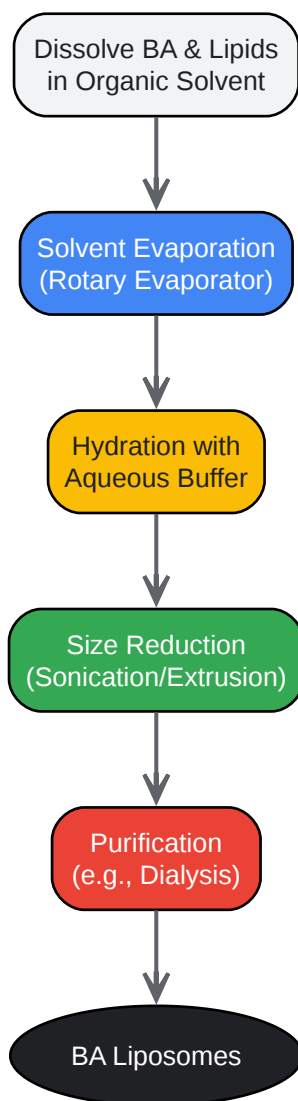 Dissolve BA & Lipids
in Organic Solvent
Solvent Evaporation
(Rotary Evaporator)
Hydration with
Aqueous Buffer
Size Reduction
(Sonication/Extrusion)
Purification
(e.g., Dialysis)
BA Liposomes